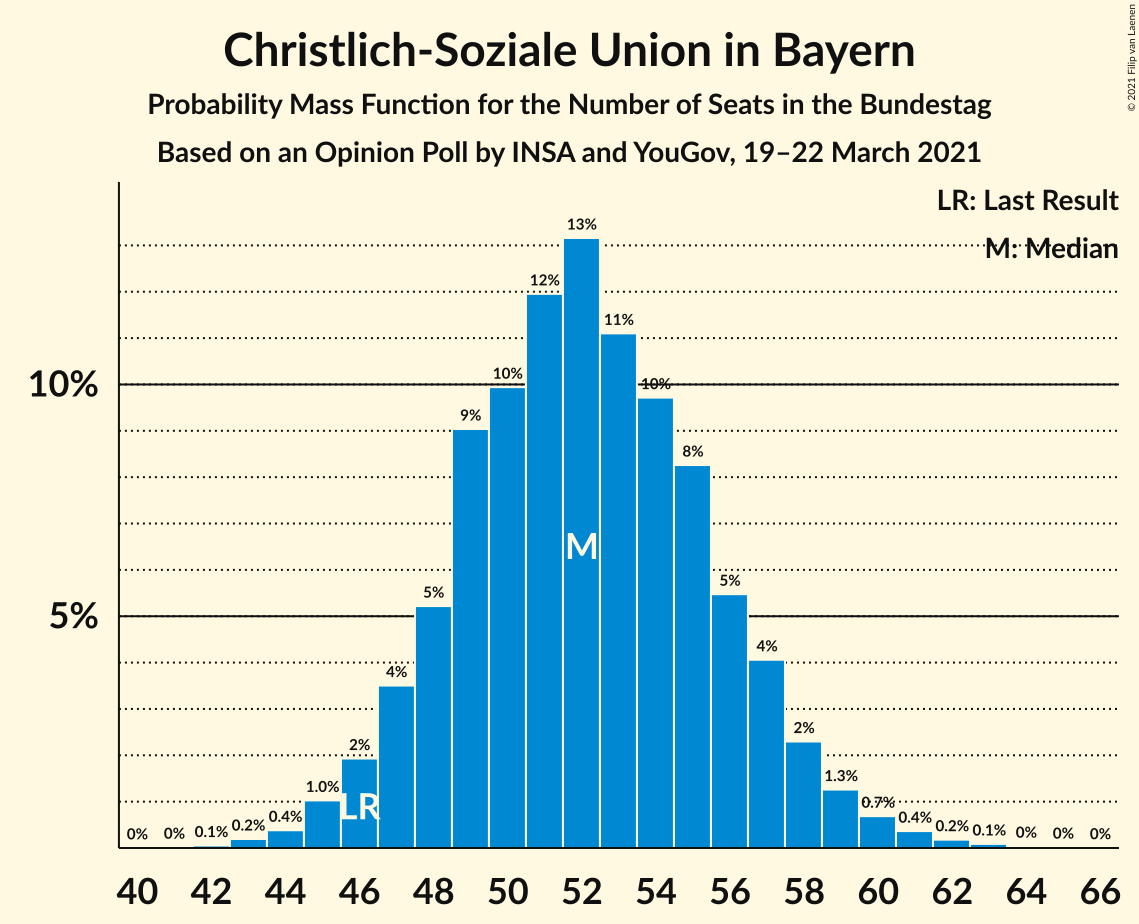 Christlich-Soziale Union in Bayern
Probability Mass Function for the Number of Seats in the Bundestag
Based on an Opinion Poll by INSA and YouGov, 19–22 March 2021
© 2021 Filip van Laenen
LR: Last Result
M: Median
10%
5%
0% 0% 0.1% 0.2% 0.4% 1.0% 2% 4% 5% 9% 10% 12% 13% 11% 10% 8% 5% 4% 2% 1.3% 0.7% 0.4% 0.2% 0.1% 0% 0% 0%
LR
M
40 42 44 46 48 50 52 54 56 58 60 62 64 66